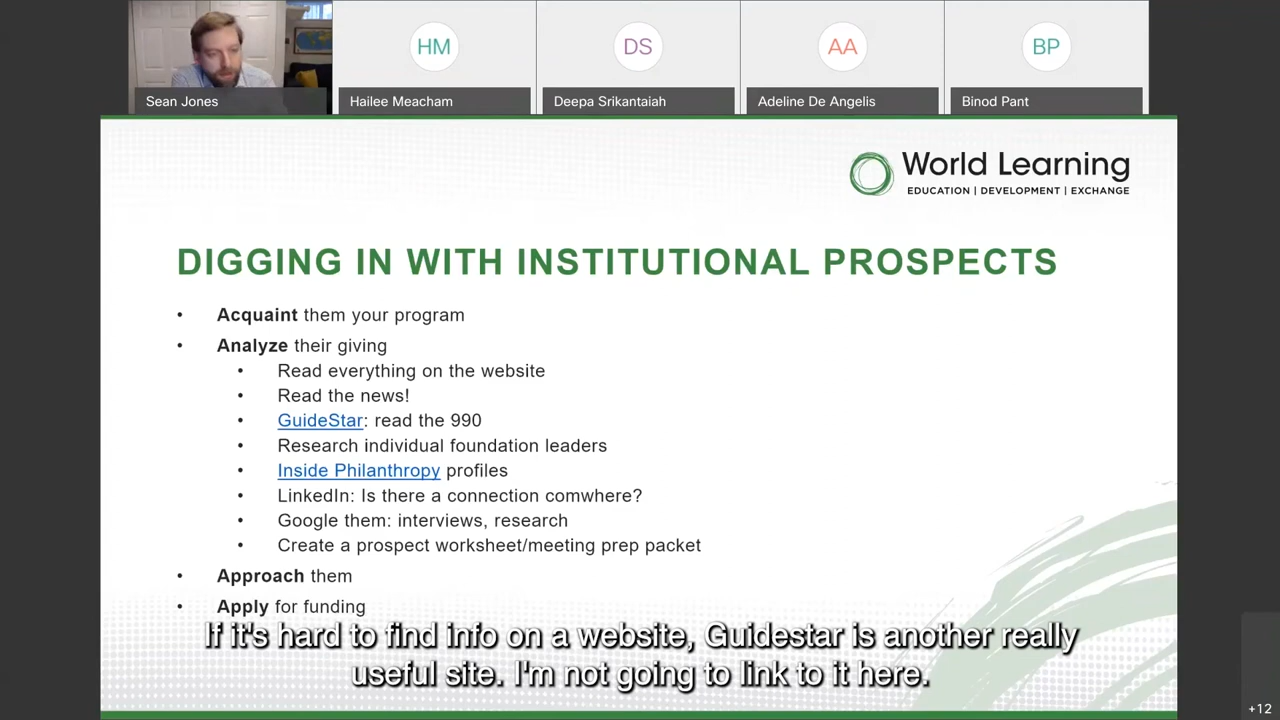 HM
DS
AA
BP
Sean Jones
Hailee Meacham
Deepa Srikantaiah
Adeline De Angelis
Binod Pant
World Learning
EDUCATION | DEVELOPMENT | EXCHANGE
DIGGING IN WITH INSTITUTIONAL PROSPECTS
• Acquaint them your program
• Analyze their giving
• Read everything on the website
• Read the news!
• GuideStar: read the 990
• Research individual foundation leaders
• Inside Philanthropy profiles
• LinkedIn: Is there a connection comwhere?
• Google them: interviews, research
• Create a prospect worksheet/meeting prep packet
• Approach them
• Apply for funding
If it's hard to find info on a website, Guidestar is another really
useful site. I'm not going to link to it here.
+12